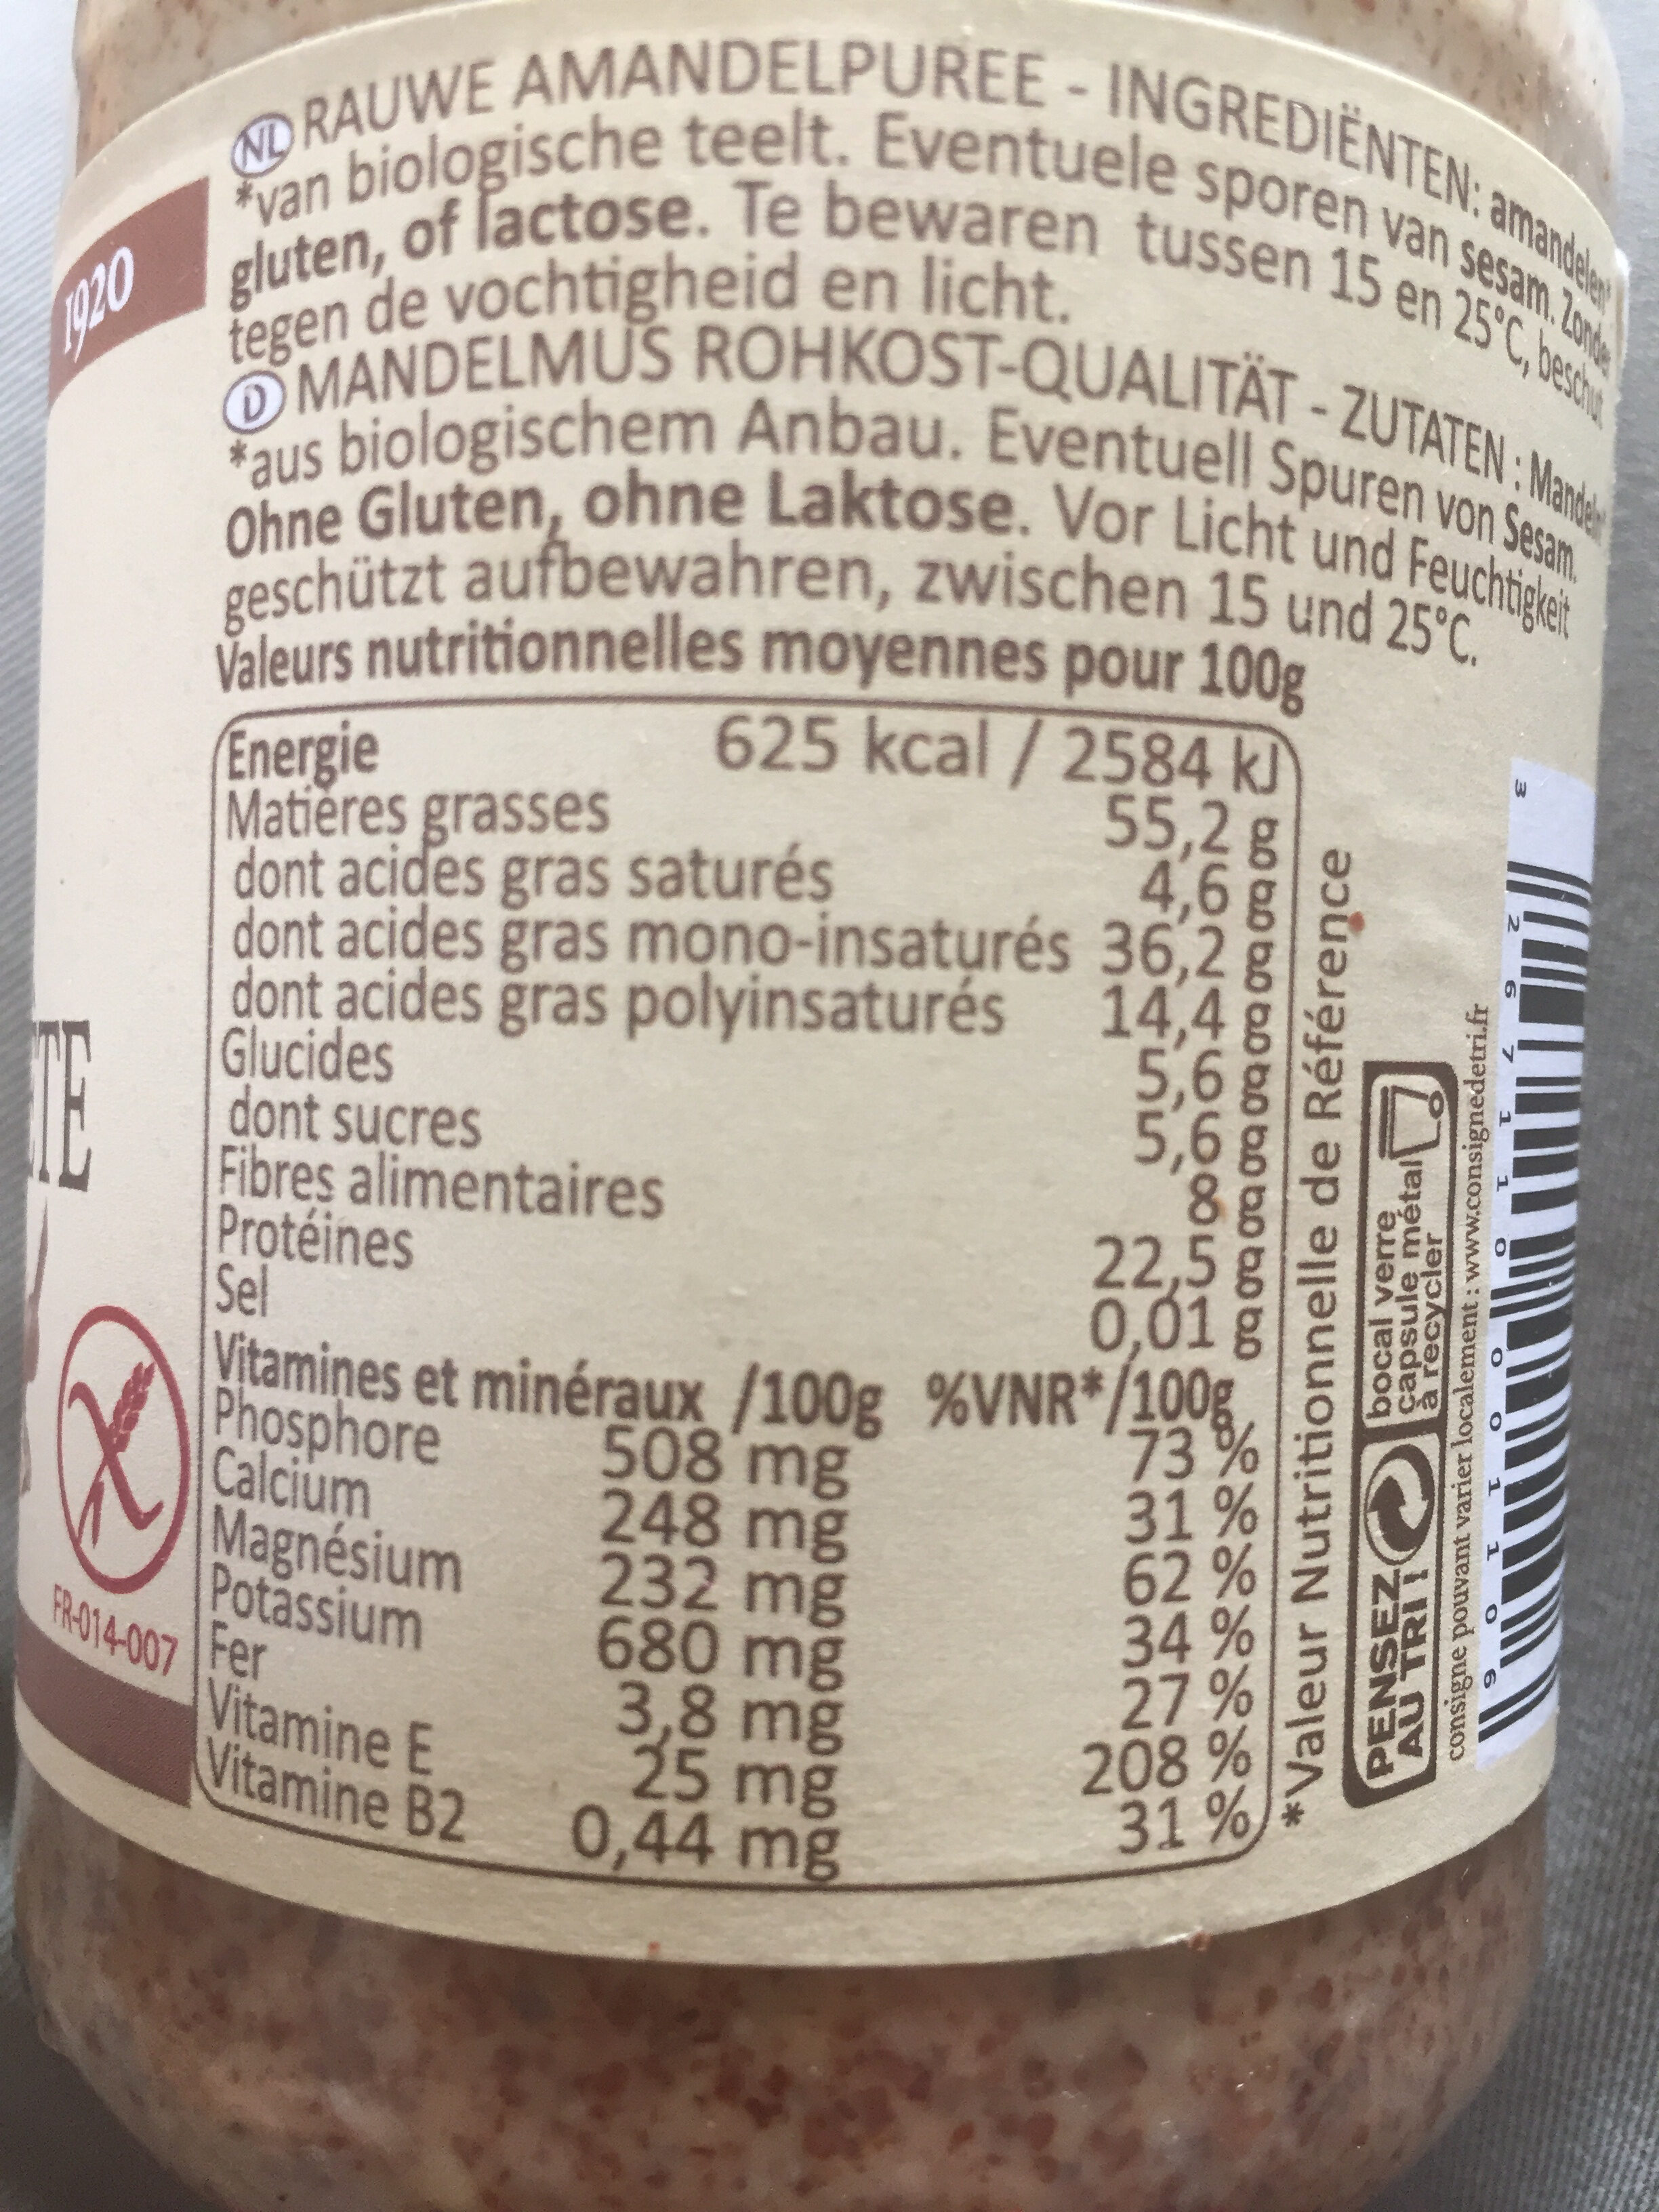 1920
TE
FR-014-007
NL RAUWE AMANDELPUREE - INGREDIËNTEN: amandelen*
*van biologische teelt. Eventuele sporen van sesam. Zonder
gluten, of lactose. Te bewaren tussen 15 en 25°C, beschut
tegen de vochtigheid en licht.
D MANDELMUS ROHKOST-QUALITÄT - ZUTATEN : Mandeln*
*aus biologischem Anbau. Eventuell Spuren von Sesam.
Ohne Gluten, ohne Laktose. Vor Licht und Feuchtigkeit
geschützt aufbewahren, zwischen 15 und 25°C.
Valeurs nutritionnelles moyennes pour 100g
Energie 625 kcal / 2584 kJ
Matières grasses 55,2 g
dont acides gras saturés 4,6 g
dont acides gras mono-insaturés 36,2 g
dont acides gras polyinsaturés 14,4 g
Glucides 5,6 g
dont sucres 5,6 g
Fibres alimentaires 8 g
Protéines 22,5 g
Sel 0,01 g
Vitamines et minéraux /100g %VNR*/100g
Phosphore 508 mg 73 %
Calcium 248 mg 31 %
Magnésium 232 mg 62 %
Potassium 680 mg 34 %
Fer 3,8 mg 27 %
Vitamine E 25 mg 208 %
Vitamine B2 0,44 mg 31 %
*Valeur Nutritionnelle de Référence
PENSEZ
AU TRI !
bocal verre
capsule métal
à recycler
consigne pouvant varier localement : www.consignedetri.fr
3 267110 001106